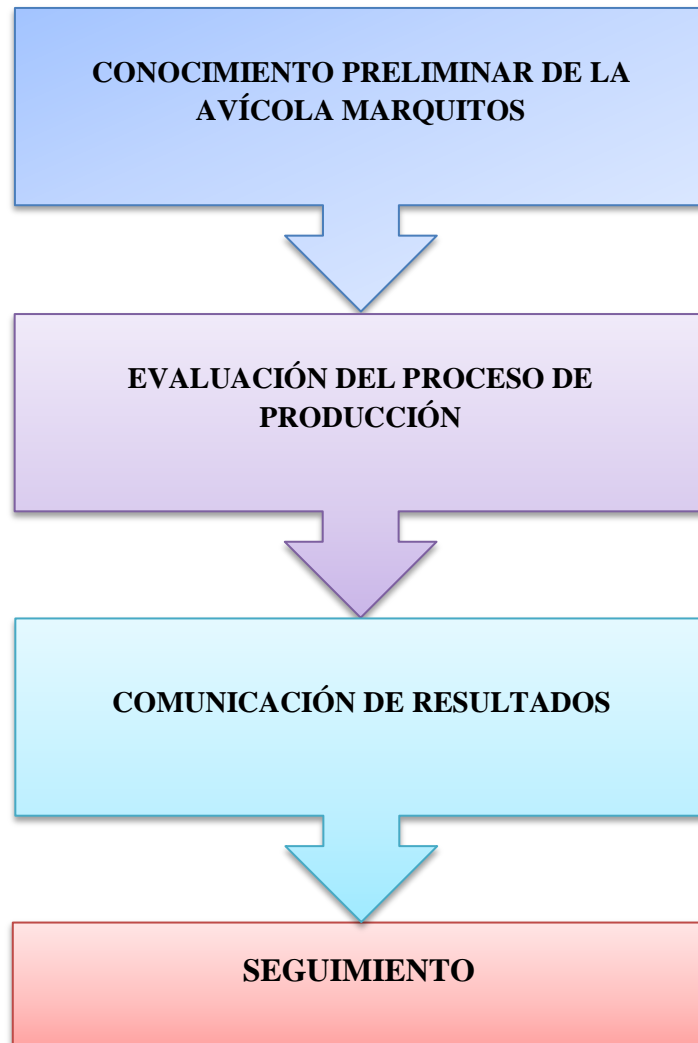 CONOCIMIENTO PRELIMINAR DE LA
AVÍCOLA MARQUITOS
EVALUACIÓN DEL PROCESO DE
PRODUCCIÓN
COMUNICACIÓN DE RESULTADOS
SEGUIMIENTO